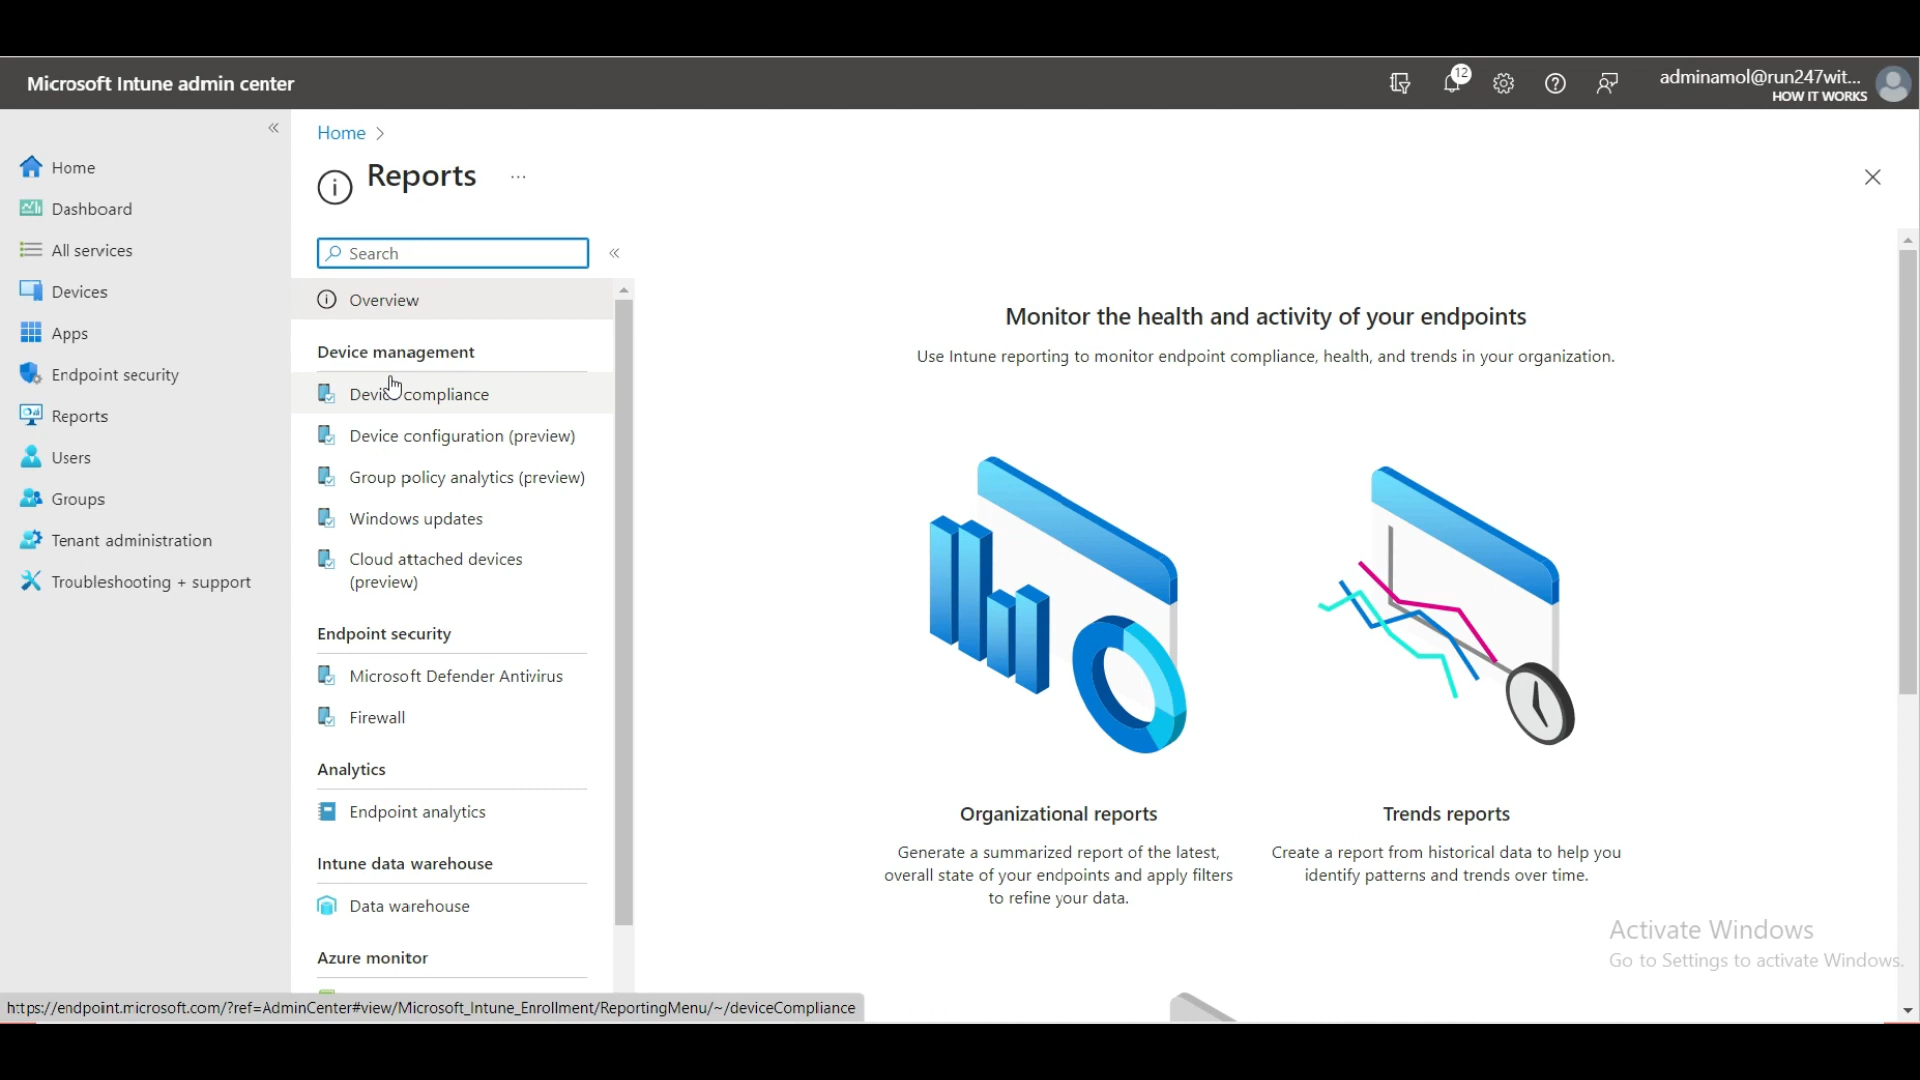 Microsoft Intune admin center
12
adminamol@run247wit...
HOW IT WORKS
Home
Dashboard
All services
Devices
Apps
Endpoint security
Reports
Users
Groups
Tenant administration
Troubleshooting + support
Home >
Reports ...
Search
Overview
Device management
Device compliance
Device configuration (preview)
Group policy analytics (preview)
Windows updates
Cloud attached devices
(preview)
Endpoint security
Microsoft Defender Antivirus
Firewall
Analytics
Endpoint analytics
Intune data warehouse
Data warehouse
Azure monitor
Monitor the health and activity of your endpoints
Use Intune reporting to monitor endpoint compliance, health, and trends in your organization.
Organizational reports
Generate a summarized report of the latest,
overall state of your endpoints and apply filters
to refine your data.
Trends reports
Create a report from historical data to help you
identify patterns and trends over time.
Activate Windows
Go to Settings to activate Windows.
https://endpoint.microsoft.com/?ref=AdminCenter#view/Microsoft_Intune_Enrollment/ReportingMenu/~/deviceCompliance